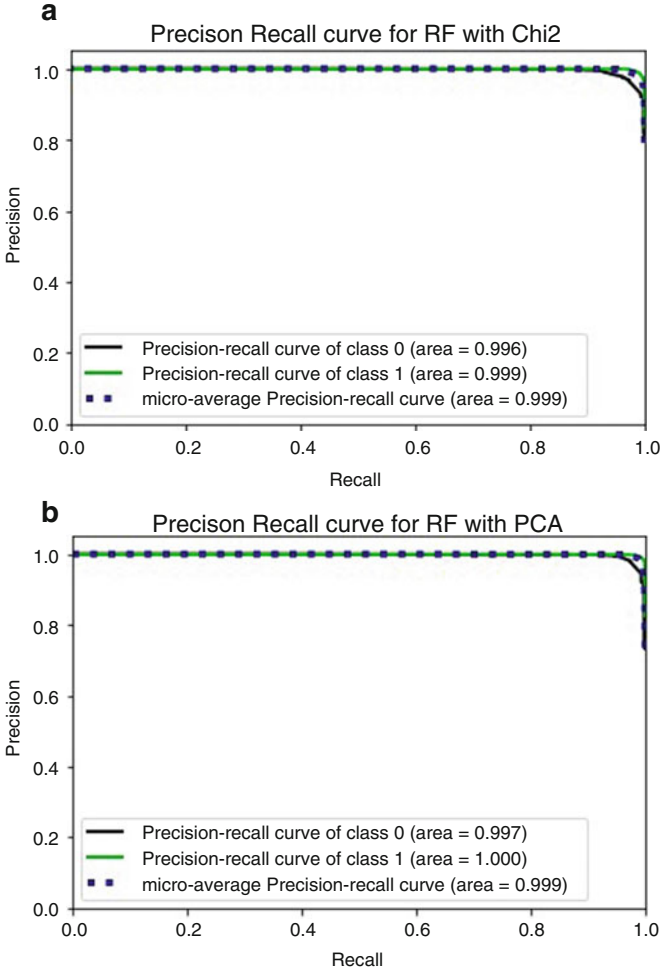 a
Precison Recall curve for RF with Chi2
1.0
0.8
0.6
0.4
0.2
0.0
Precision
Precision-recall curve of class 0 (area = 0.996)
Precision-recall curve of class 1 (area = 0.999)
micro-average Precision-recall curve (area = 0.999)
0.0 0.2 0.4 0.6 0.8 1.0
Recall
b
Precison Recall curve for RF with PCA
1.0
0.8
0.6
0.4
0.2
0.0
Precision
Precision-recall curve of class 0 (area = 0.997)
Precision-recall curve of class 1 (area = 1.000)
micro-average Precision-recall curve (area = 0.999)
0.0 0.2 0.4 0.6 0.8 1.0
Recall